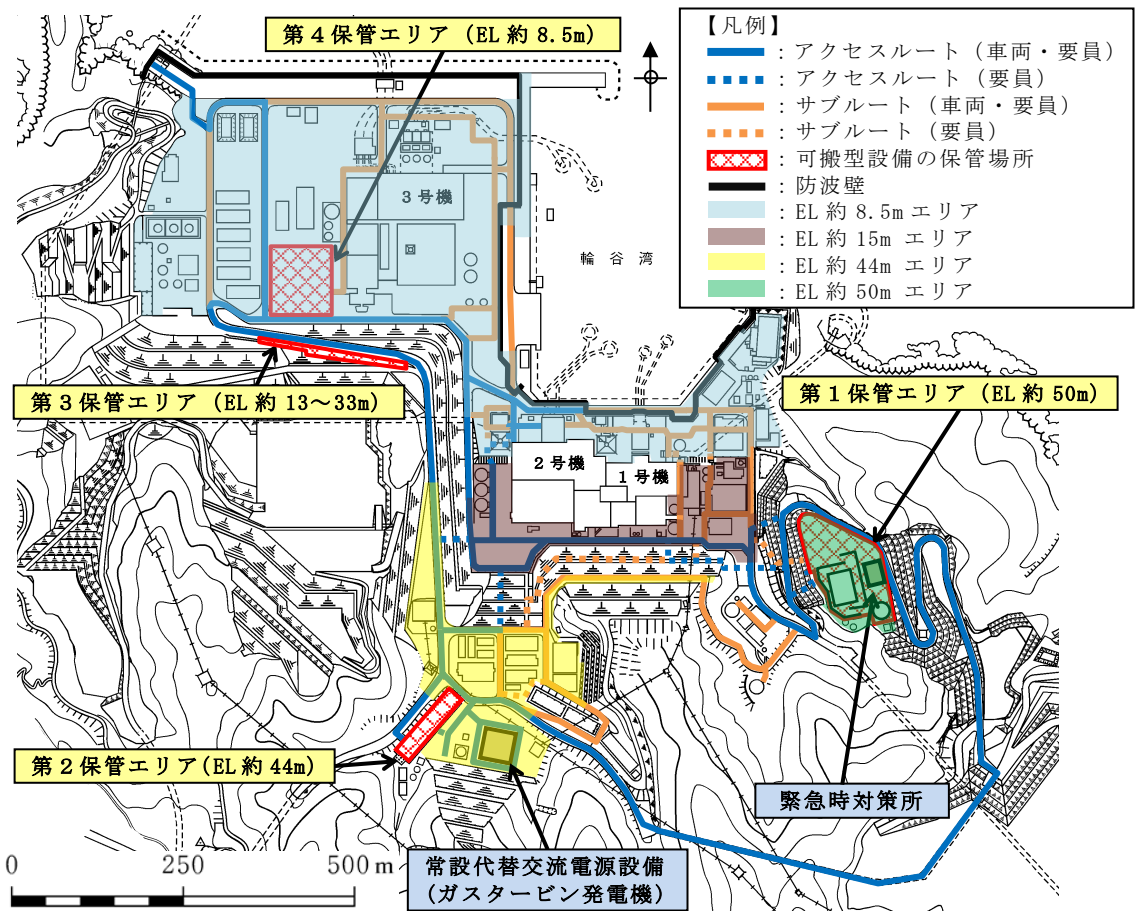 第4保管エリア (EL 約 8.5m)
【凡例】
：アクセスルート（車両・要員）
：アクセスルート（要員）
：サブルート（車両・要員）
：サブルート（要員）
：可搬型設備の保管場所
：防波壁
：EL 約 8.5m エリア
：EL 約 15m エリア
：EL 約 44m エリア
：EL 約 50m エリア
3号機
輪谷湾
第3保管エリア (EL 約 13～33m)
第1保管エリア (EL 約 50m)
2号機
1号機
第2保管エリア(EL 約 44m)
緊急時対策所
常設代替交流電源設備
(ガスタービン発電機)
0 250 500 m